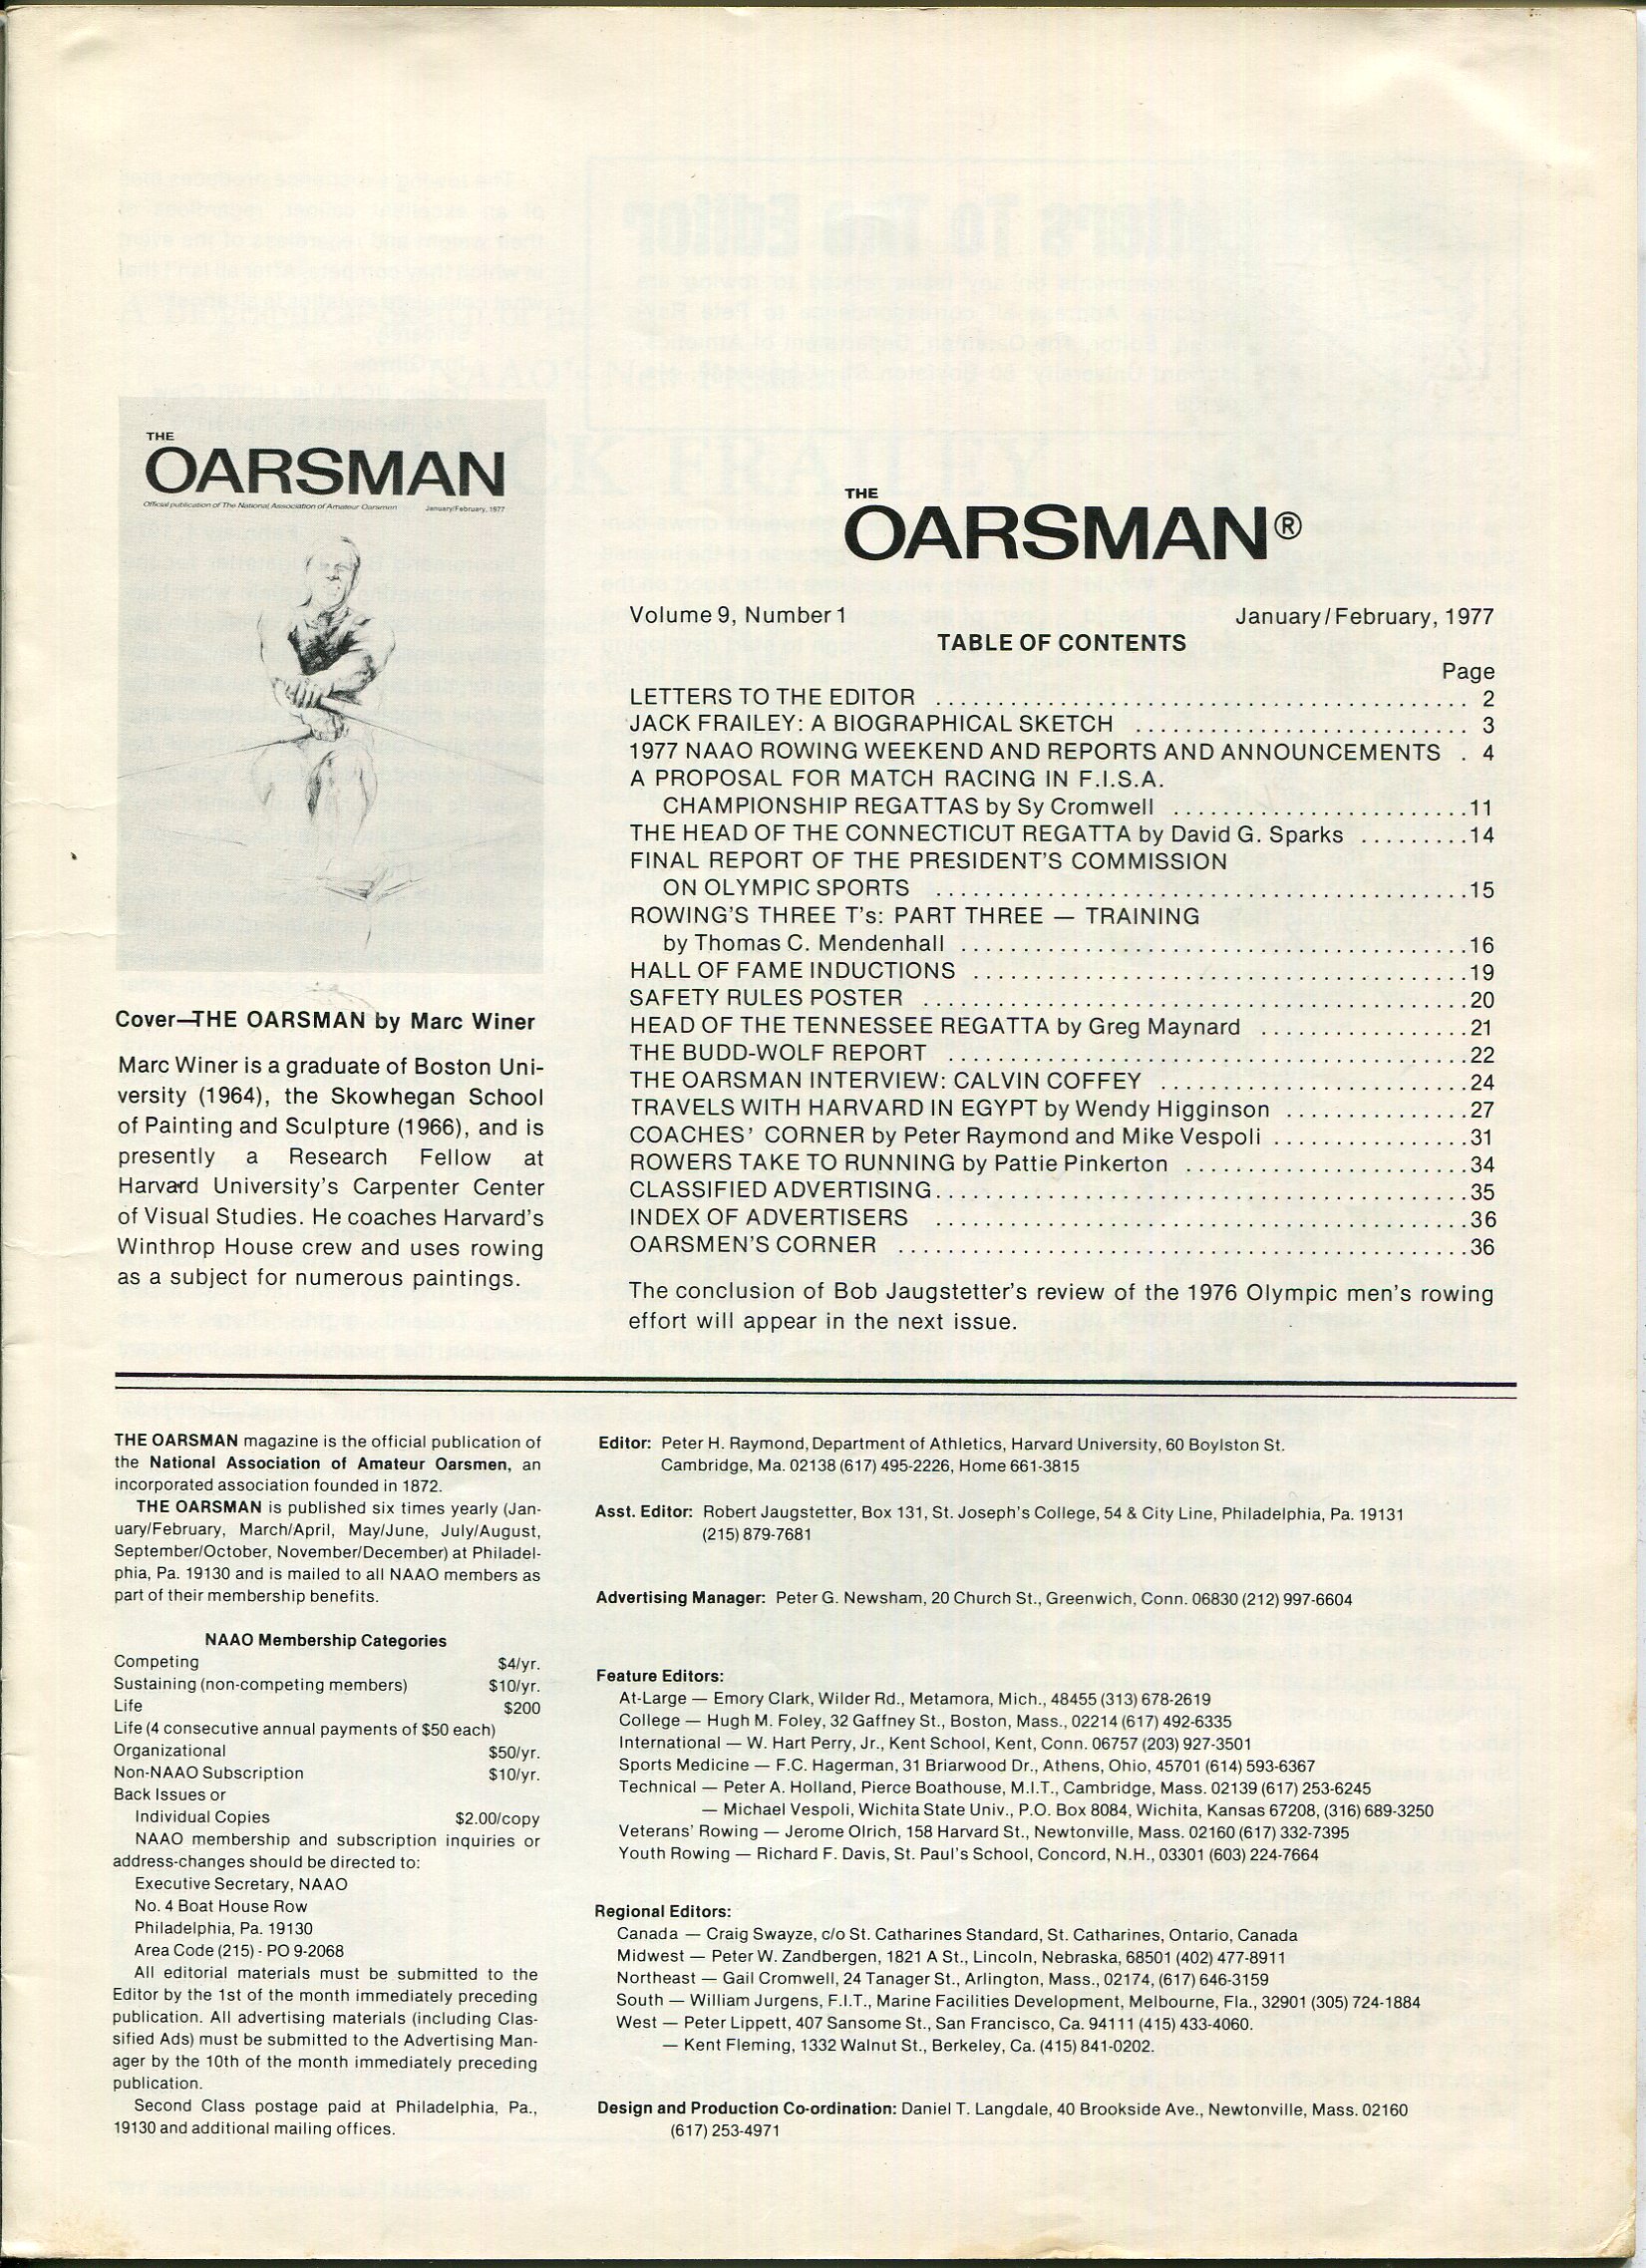 THE
OARSMAN
Official publication of The National Association of Amateur Oarsmen January/February, 1977
Cover—THE OARSMAN by Marc Winer
Marc Winer is a graduate of Boston Uni-
versity (1964), the Skowhegan School
of Painting and Sculpture (1966), and is
presently a Research Fellow at
Harvard University's Carpenter Center
of Visual Studies. He coaches Harvard's
Winthrop House crew and uses rowing
as a subject for numerous paintings.
THE
OARSMAN®
Volume 9, Number 1 January/February, 1977
TABLE OF CONTENTS
Page
LETTERS TO THE EDITOR . . . . . . . . . . 2
JACK FRAILEY: A BIOGRAPHICAL SKETCH . . . . . . . . . . 3
1977 NAAO ROWING WEEKEND AND REPORTS AND ANNOUNCEMENTS . 4
A PROPOSAL FOR MATCH RACING IN F.I.S.A.
CHAMPIONSHIP REGATTAS by Sy Cromwell . . . . . . . . . . 11
THE HEAD OF THE CONNECTICUT REGATTA by David G. Sparks . . . . . . . . . 14
FINAL REPORT OF THE PRESIDENT'S COMMISSION
ON OLYMPIC SPORTS . . . . . . . . . . 15
ROWING'S THREE T's: PART THREE — TRAINING
by Thomas C. Mendenhall . . . . . . . . . . 16
HALL OF FAME INDUCTIONS . . . . . . . . . . 19
SAFETY RULES POSTER . . . . . . . . . . 20
HEAD OF THE TENNESSEE REGATTA by Greg Maynard . . . . . . . . . . 21
THE BUDD-WOLF REPORT . . . . . . . . . . 22
THE OARSMAN INTERVIEW: CALVIN COFFEY . . . . . . . . . . 24
TRAVELS WITH HARVARD IN EGYPT by Wendy Higginson . . . . . . . . . . 27
COACHES' CORNER by Peter Raymond and Mike Vespoli . . . . . . . . . . 31
ROWERS TAKE TO RUNNING by Pattie Pinkerton . . . . . . . . . . 34
CLASSIFIED ADVERTISING . . . . . . . . . . 35
INDEX OF ADVERTISERS . . . . . . . . . . 36
OARSMEN'S CORNER . . . . . . . . . . 36
The conclusion of Bob Jaugstetter's review of the 1976 Olympic men's rowing
effort will appear in the next issue.
THE OARSMAN magazine is the official publication of
the National Association of Amateur Oarsmen, an
incorporated association founded in 1872.
THE OARSMAN is published six times yearly (Jan-
uary/February, March/April, May/June, July/August,
September/October, November/December) at Philadel-
phia, Pa. 19130 and is mailed to all NAAO members as
part of their membership benefits.
NAAO Membership Categories
Competing $4/yr.
Sustaining (non-competing members) $10/yr.
Life $200
Life (4 consecutive annual payments of $50 each)
Organizational $50/yr.
Non-NAAO Subscription $10/yr.
Back Issues or
Individual Copies $2.00/copy
NAAO membership and subscription inquiries or
address-changes should be directed to:
Executive Secretary, NAAO
No. 4 Boat House Row
Philadelphia, Pa. 19130
Area Code (215) - PO 9-2068
All editorial materials must be submitted to the
Editor by the 1st of the month immediately preceding
publication. All advertising materials (including Clas-
sified Ads) must be submitted to the Advertising Man-
ager by the 10th of the month immediately preceding
publication.
Second Class postage paid at Philadelphia, Pa.,
19130 and additional mailing offices.
Editor: Peter H. Raymond, Department of Athletics, Harvard University, 60 Boylston St.
Cambridge, Ma. 02138 (617) 495-2226, Home 661-3815
Asst. Editor: Robert Jaugstetter, Box 131, St. Joseph's College, 54 & City Line, Philadelphia, Pa. 19131
(215) 879-7681
Advertising Manager: Peter G. Newsham, 20 Church St., Greenwich, Conn. 06830 (212) 997-6604
Feature Editors:
At-Large — Emory Clark, Wilder Rd., Metamora, Mich., 48455 (313) 678-2619
College — Hugh M. Foley, 32 Gaffney St., Boston, Mass., 02214 (617) 492-6335
International — W. Hart Perry, Jr., Kent School, Kent, Conn. 06757 (203) 927-3501
Sports Medicine — F.C. Hagerman, 31 Briarwood Dr., Athens, Ohio, 45701 (614) 593-6367
Technical — Peter A. Holland, Pierce Boathouse, M.I.T., Cambridge, Mass. 02139 (617) 253-6245
— Michael Vespoli, Wichita State Univ., P.O. Box 8084, Wichita, Kansas 67208, (316) 689-3250
Veterans' Rowing — Jerome Olrich, 158 Harvard St., Newtonville, Mass. 02160 (617) 332-7395
Youth Rowing — Richard F. Davis, St. Paul's School, Concord, N.H., 03301 (603) 224-7664
Regional Editors:
Canada — Craig Swayze, c/o St. Catharines Standard, St. Catharines, Ontario, Canada
Midwest — Peter W. Zandbergen, 1821 A St., Lincoln, Nebraska, 68501 (402) 477-8911
Northeast — Gail Cromwell, 24 Tanager St., Arlington, Mass., 02174, (617) 646-3159
South — William Jurgens, F.I.T., Marine Facilities Development, Melbourne, Fla., 32901 (305) 724-1884
West — Peter Lippett, 407 Sansome St., San Francisco, Ca. 94111 (415) 433-4060.
— Kent Fleming, 1332 Walnut St., Berkeley, Ca. (415) 841-0202.
Design and Production Co-ordination: Daniel T. Langdale, 40 Brookside Ave., Newtonville, Mass. 02160
(617) 253-4971